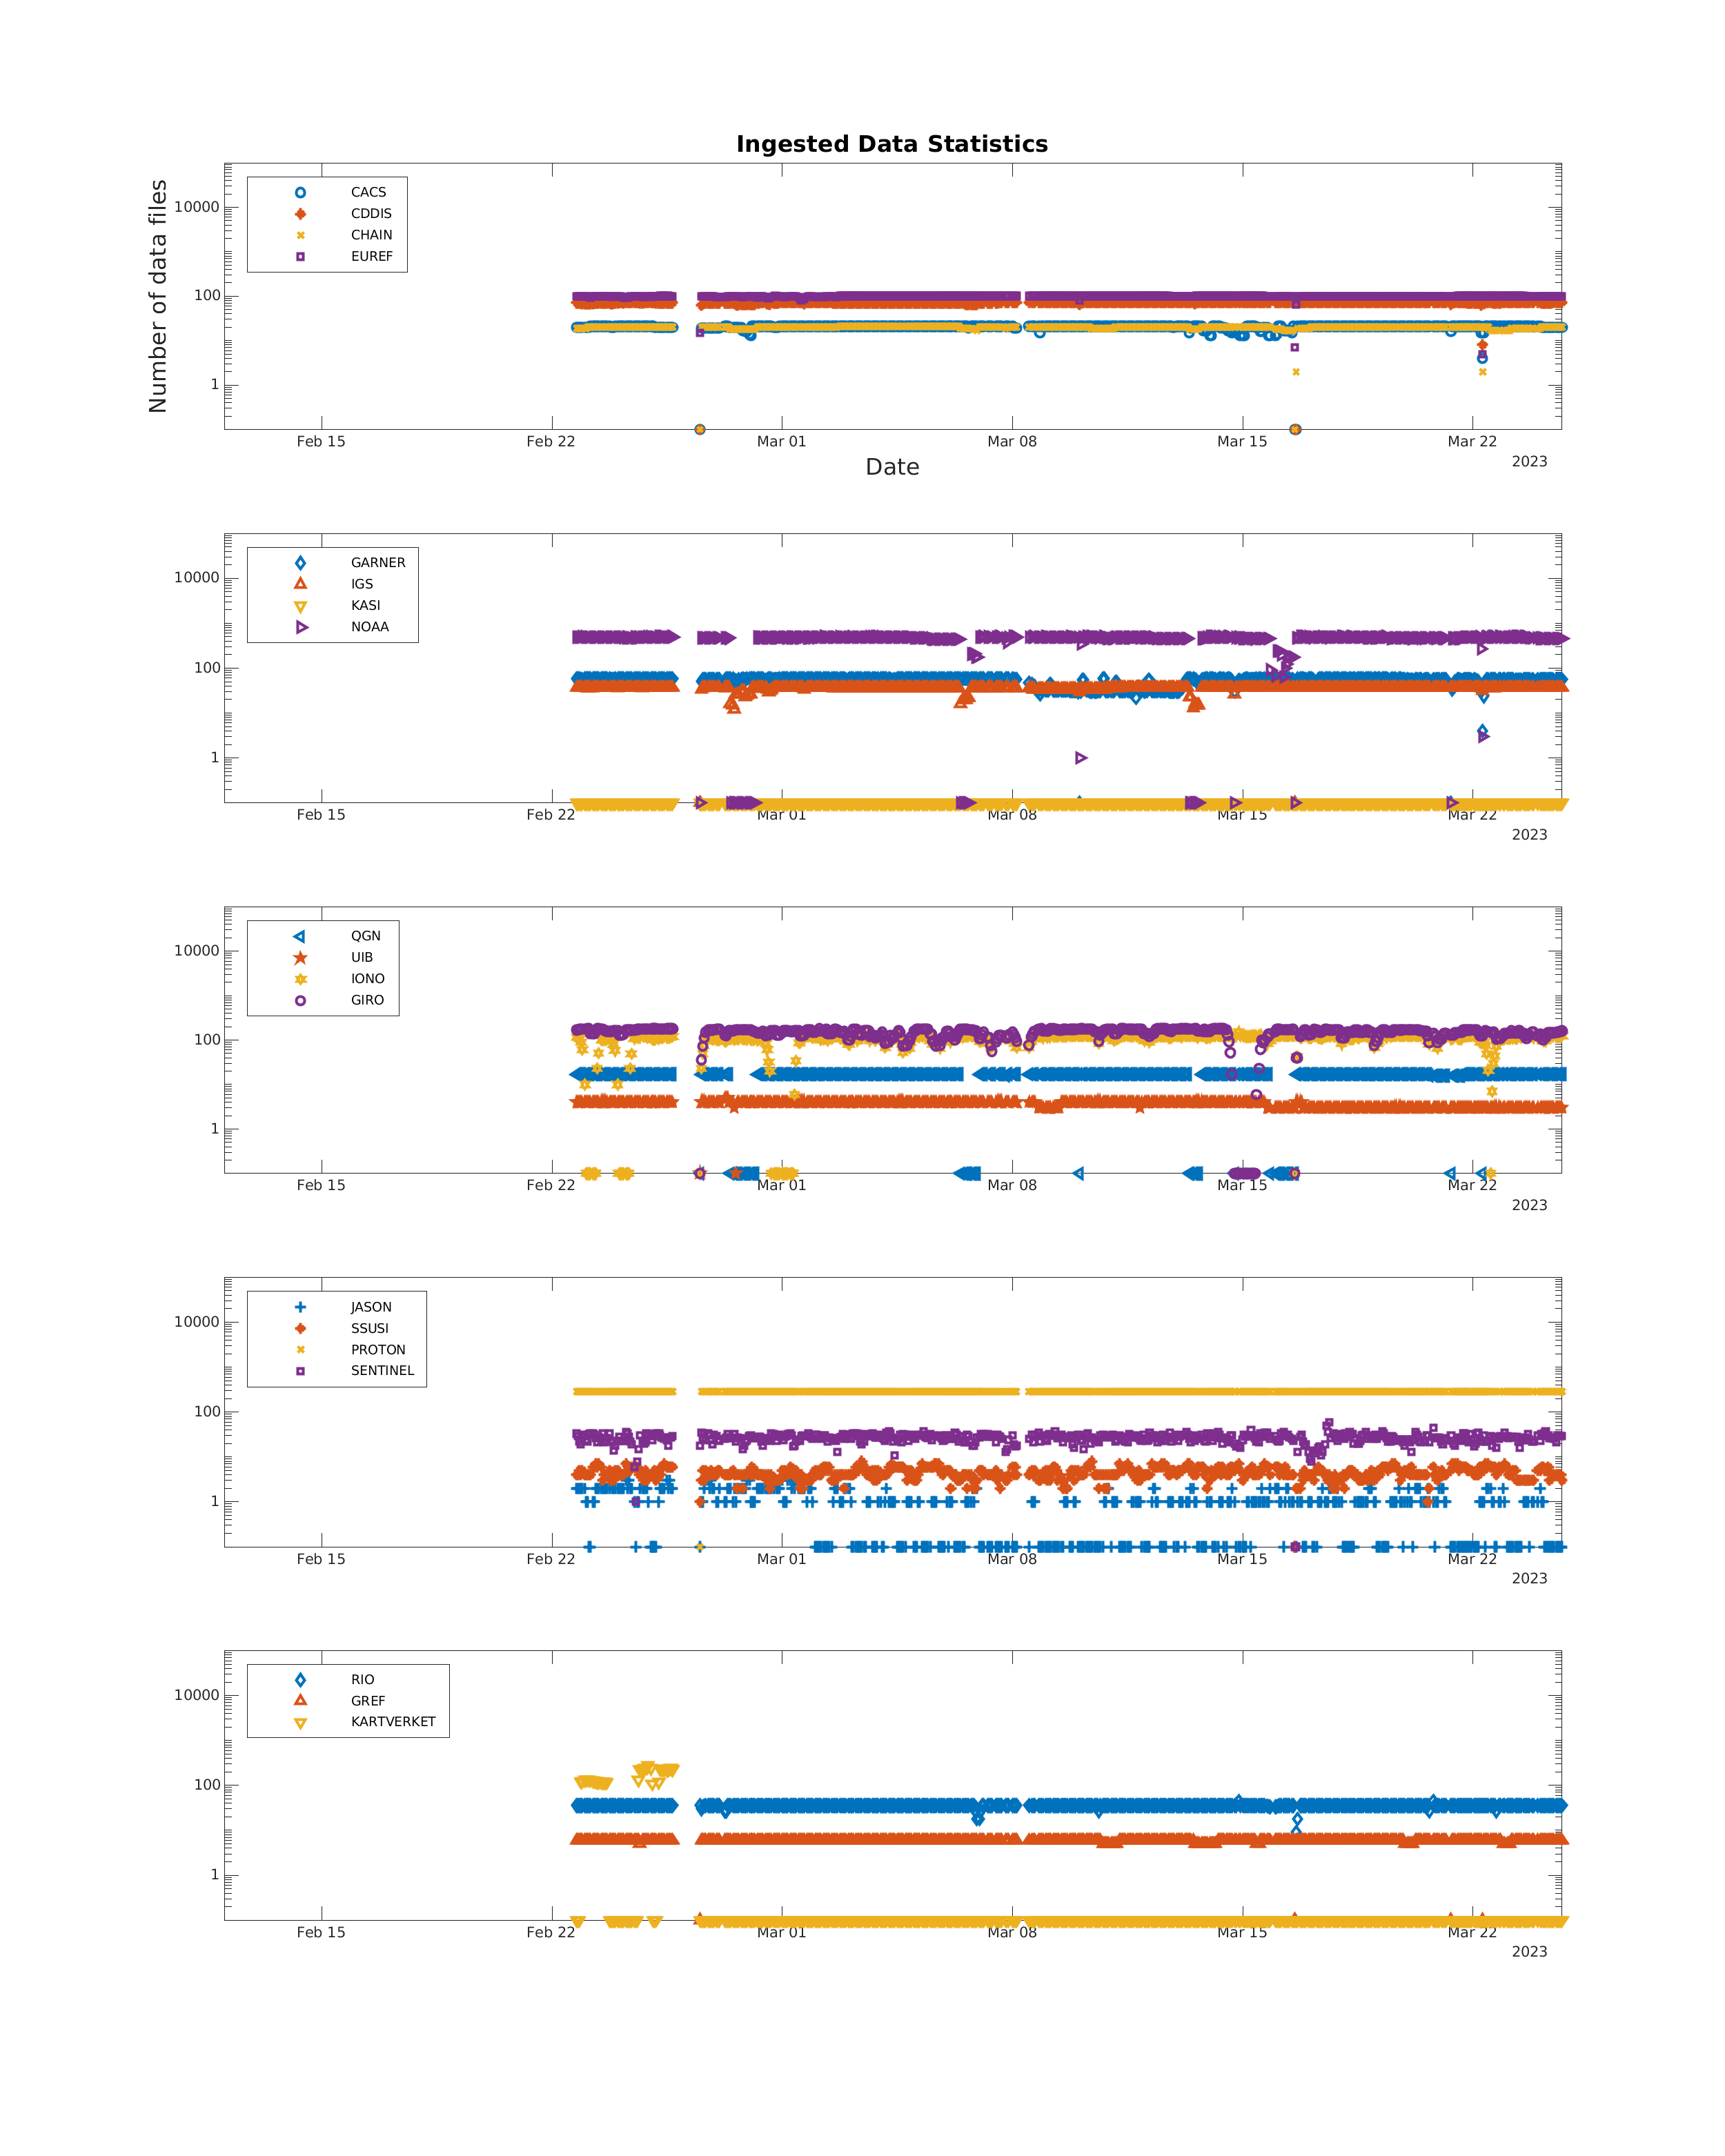 Ingested Data Statistics
Number of data files
CACS
CDDIS
CHAIN
EUREF
10000
100
1
Feb 15 Feb 22 Mar 01 Mar 08 Mar 15 Mar 22
2023
Date
GARNER
IGS
KASI
NOAA
10000
100
1
Feb 15 Feb 22 Mar 01 Mar 08 Mar 15 Mar 22
2023
QGN
UIB
IONO
GIRO
10000
100
1
Feb 15 Feb 22 Mar 01 Mar 08 Mar 15 Mar 22
2023
JASON
SSUSI
PROTON
SENTINEL
10000
100
1
Feb 15 Feb 22 Mar 01 Mar 08 Mar 15 Mar 22
2023
RIO
GREF
KARTVERKET
10000
100
1
Feb 15 Feb 22 Mar 01 Mar 08 Mar 15 Mar 22
2023